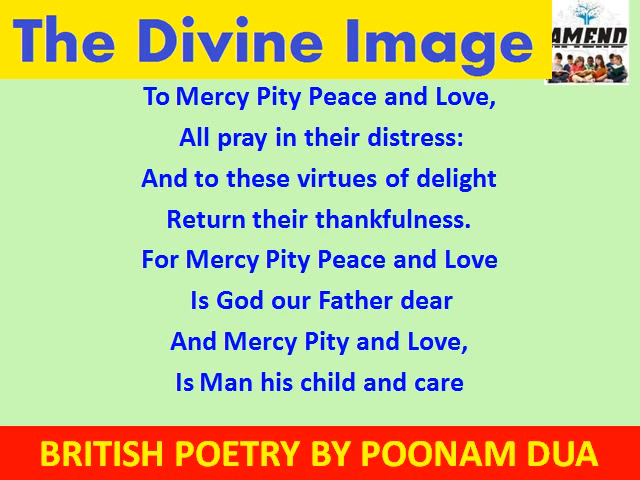 The Divine Image
AMEND
To Mercy Pity Peace and Love,
All pray in their distress:
And to these virtues of delight
Return their thankfulness.
For Mercy Pity Peace and Love
Is God our Father dear
And Mercy Pity and Love,
Is Man his child and care
BRITISH POETRY BY POONAM DUA